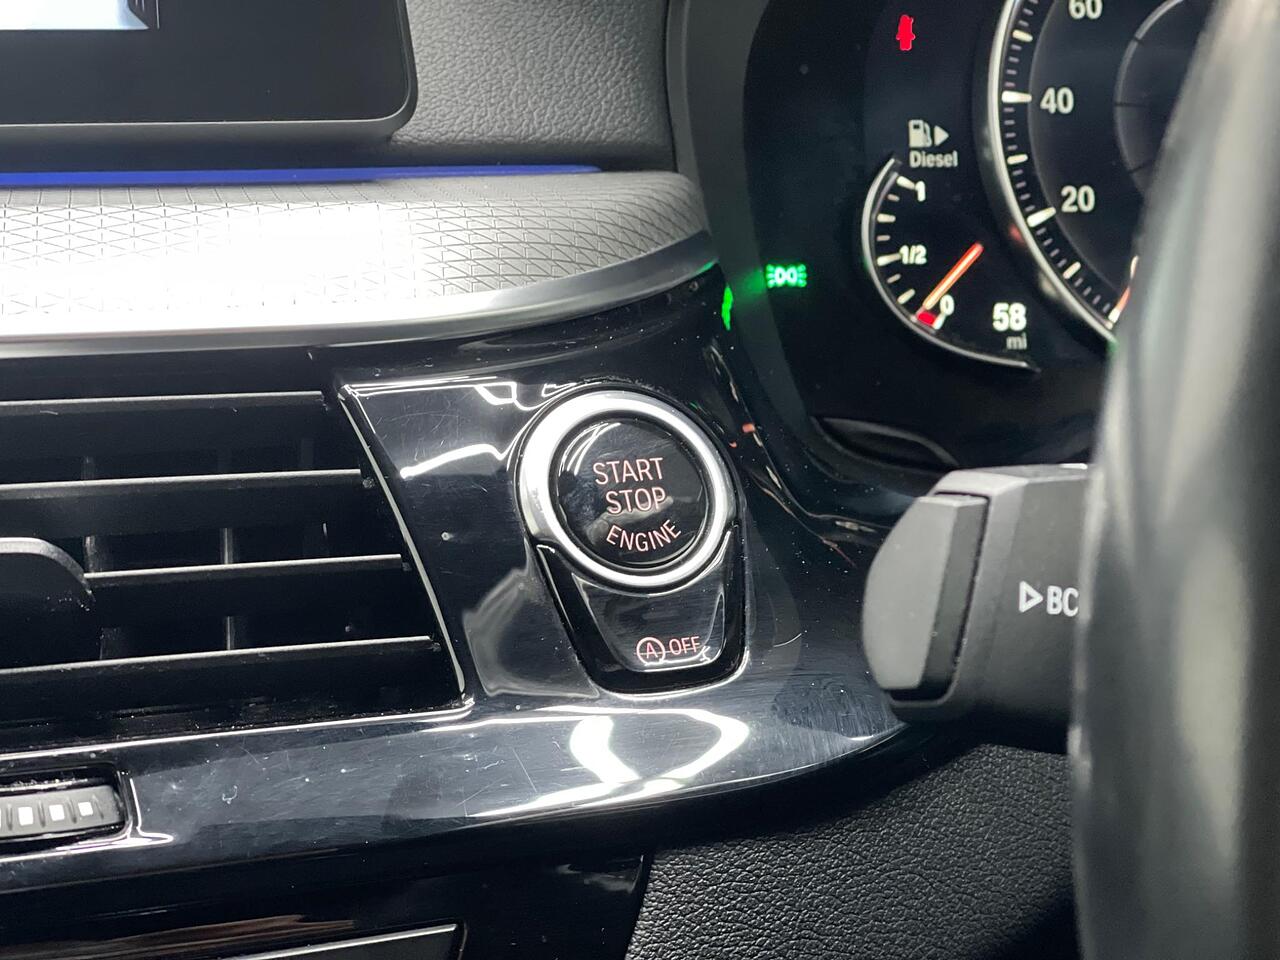 60
40
20
Diesel
1
1/2
0
58
mi
START
STOP
ENGINE
A OFF
BC